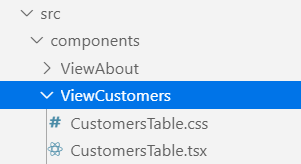 src
components
ViewAbout
ViewCustomers
# CustomersTable.css
CustomersTable.tsx